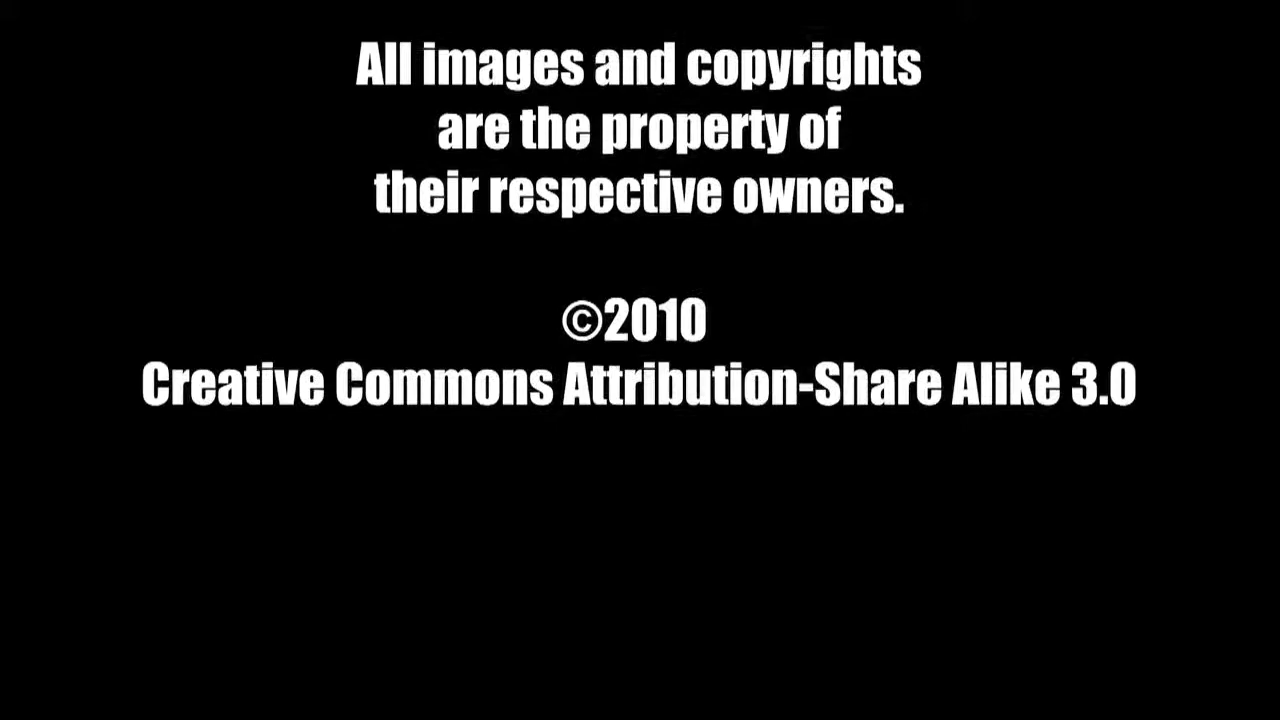 All images and copyrights
are the property of
their respective owners.
©2010
Creative Commons Attribution-Share Alike 3.0